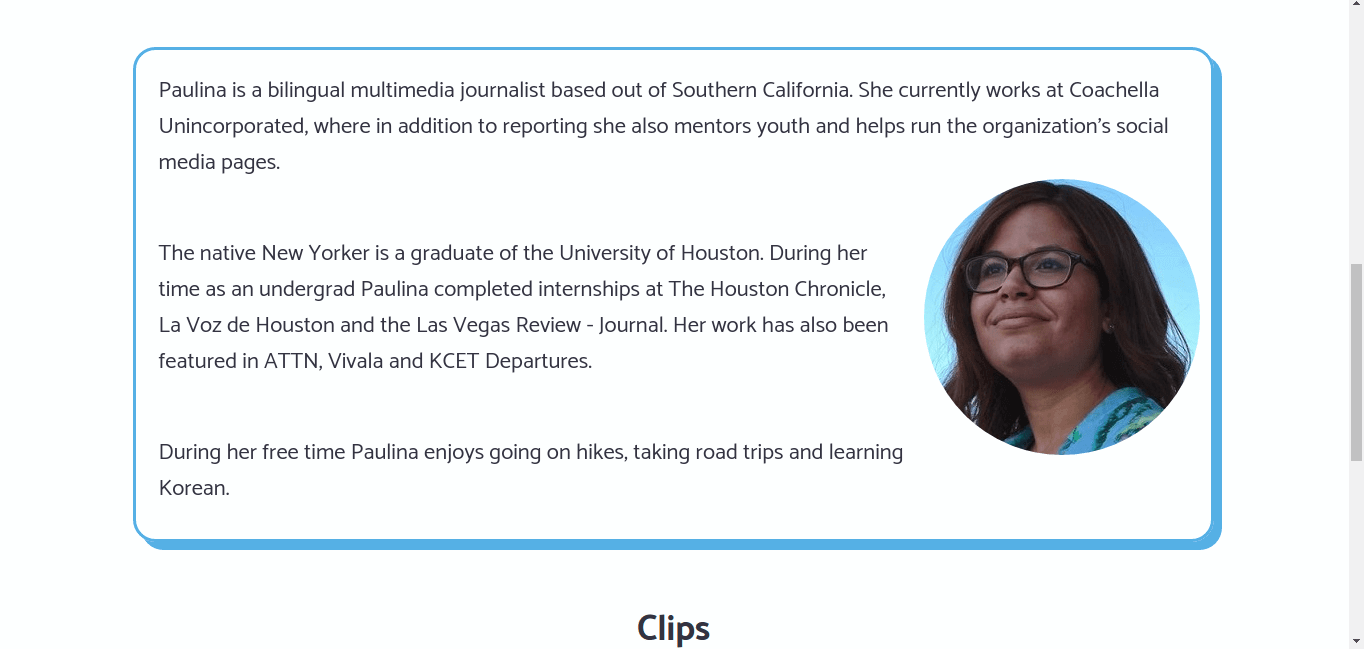 Paulina is a bilingual multimedia journalist based out of Southern California. She currently works at Coachella
Unincorporated, where in addition to reporting she also mentors youth and helps run the organization's social
media pages.
The native New Yorker is a graduate of the University of Houston. During her
time as an undergrad Paulina completed internships at The Houston Chronicle,
La Voz de Houston and the Las Vegas Review - Journal. Her work has also been
featured in ATTN, Vivala and KCET Departures.
During her free time Paulina enjoys going on hikes, taking road trips and learning
Korean.
Clips